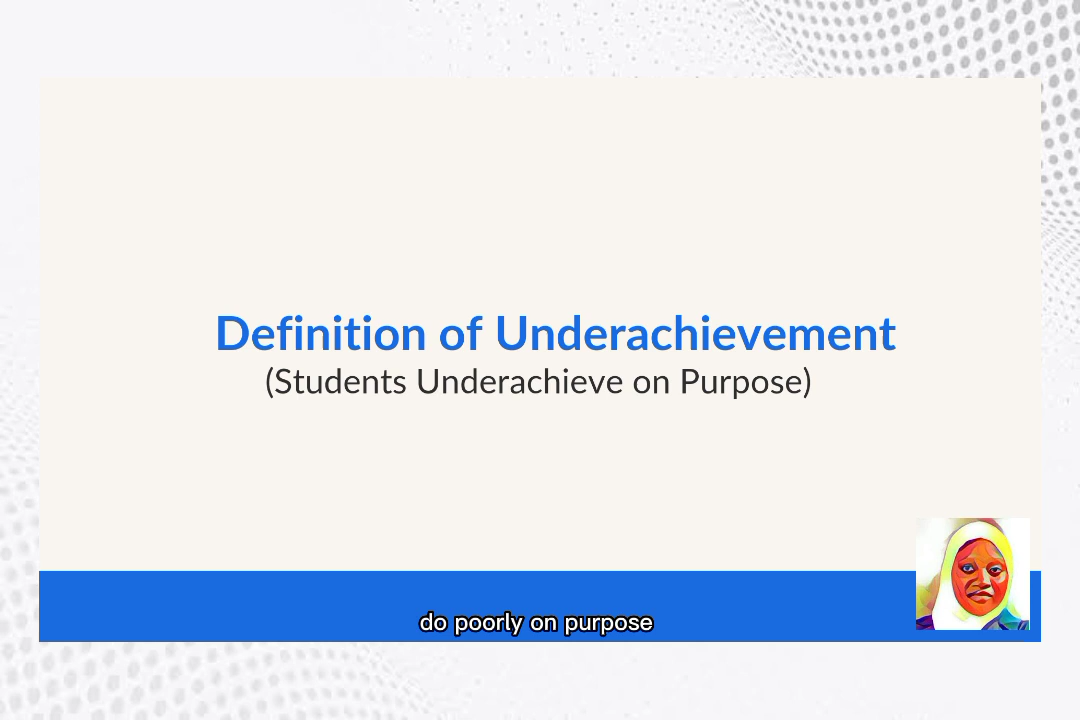 Definition of Underachievement
(Students Underachieve on Purpose)
do poorly on purpose